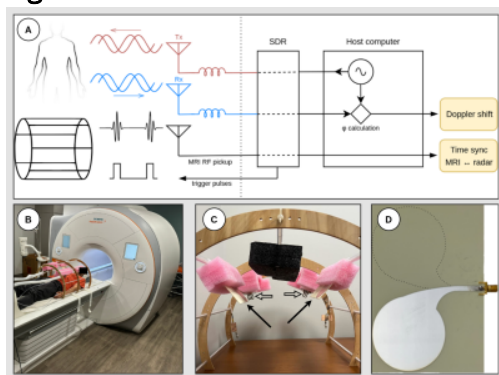 A
Tx
SDR
Host computer
Rx
φ calculation
Doppler shift
MRI RF pickup
Time sync
MRI ↔ radar
trigger pulses
B
C
D